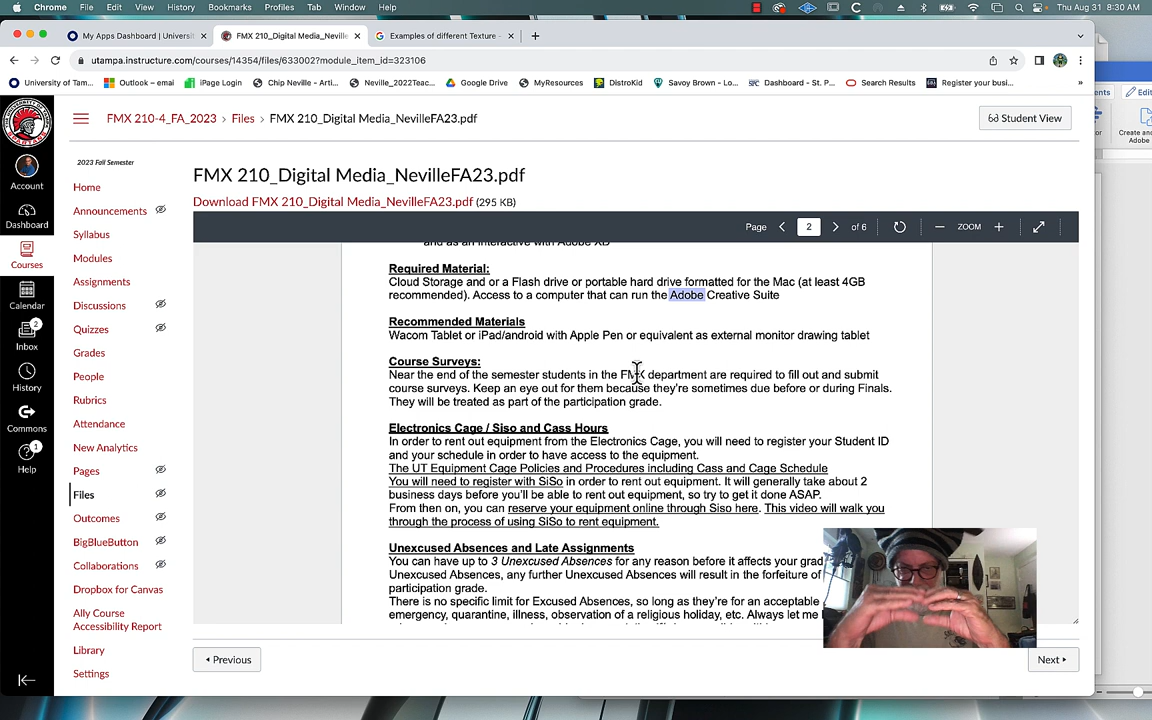 Chrome File Edit View History Bookmarks Profiles Tab Window Help Thu Aug 31 8:30 AM
My Apps Dashboard | Universit FMX 210_Digital Media_Neville Examples of different Texture –
utampa.instructure.com/courses/14354/files/633002?module_item_id=323106
University of Tam... Outlook – emai iPage Login Chip Neville - Arti... Neville_2022Teac... Google Drive MyResources DistroKid Savoy Brown - Lo... Dashboard - St. P... Search Results Register your busi... »
FMX 210-4_FA_2023 › Files › FMX 210_Digital Media_NevilleFA23.pdf
Student View
2023 Fall Semester
Account
Dashboard
Courses
Calendar
2
Inbox
History
Commons
1
Help
Home
Announcements
Syllabus
Modules
Assignments
Discussions
Quizzes
Grades
People
Rubrics
Attendance
New Analytics
Pages
Files
Outcomes
BigBlueButton
Collaborations
Dropbox for Canvas
Ally Course
Accessibility Report
Library
Settings
FMX 210_Digital Media_NevilleFA23.pdf
Download FMX 210_Digital Media_NevilleFA23.pdf (295 KB)
Page 2 of 6 ZOOM
and as an interactive with Adobe XD
Required Material:
Cloud Storage and or a Flash drive or portable hard drive formatted for the Mac (at least 4GB
recommended). Access to a computer that can run the Adobe Creative Suite
Recommended Materials
Wacom Tablet or iPad/android with Apple Pen or equivalent as external monitor drawing tablet
Course Surveys:
Near the end of the semester students in the FMX department are required to fill out and submit
course surveys. Keep an eye out for them because they're sometimes due before or during Finals.
They will be treated as part of the participation grade.
Electronics Cage / Siso and Cass Hours
In order to rent out equipment from the Electronics Cage, you will need to register your Student ID
and your schedule in order to have access to the equipment.
The UT Equipment Cage Policies and Procedures including Cass and Cage Schedule
You will need to register with SiSo in order to rent out equipment. It will generally take about 2
business days before you'll be able to rent out equipment, so try to get it done ASAP.
From then on, you can reserve your equipment online through Siso here. This video will walk you
through the process of using SiSo to rent equipment.
Unexcused Absences and Late Assignments
You can have up to 3 Unexcused Absences for any reason before it affects your grad
Unexcused Absences, any further Unexcused Absences will result in the forfeiture of
participation grade.
There is no specific limit for Excused Absences, so long as they're for an acceptable
emergency, quarantine, illness, observation of a religious holiday, etc. Always let me
Previous
Next
ents Edit
Create and
Adobe